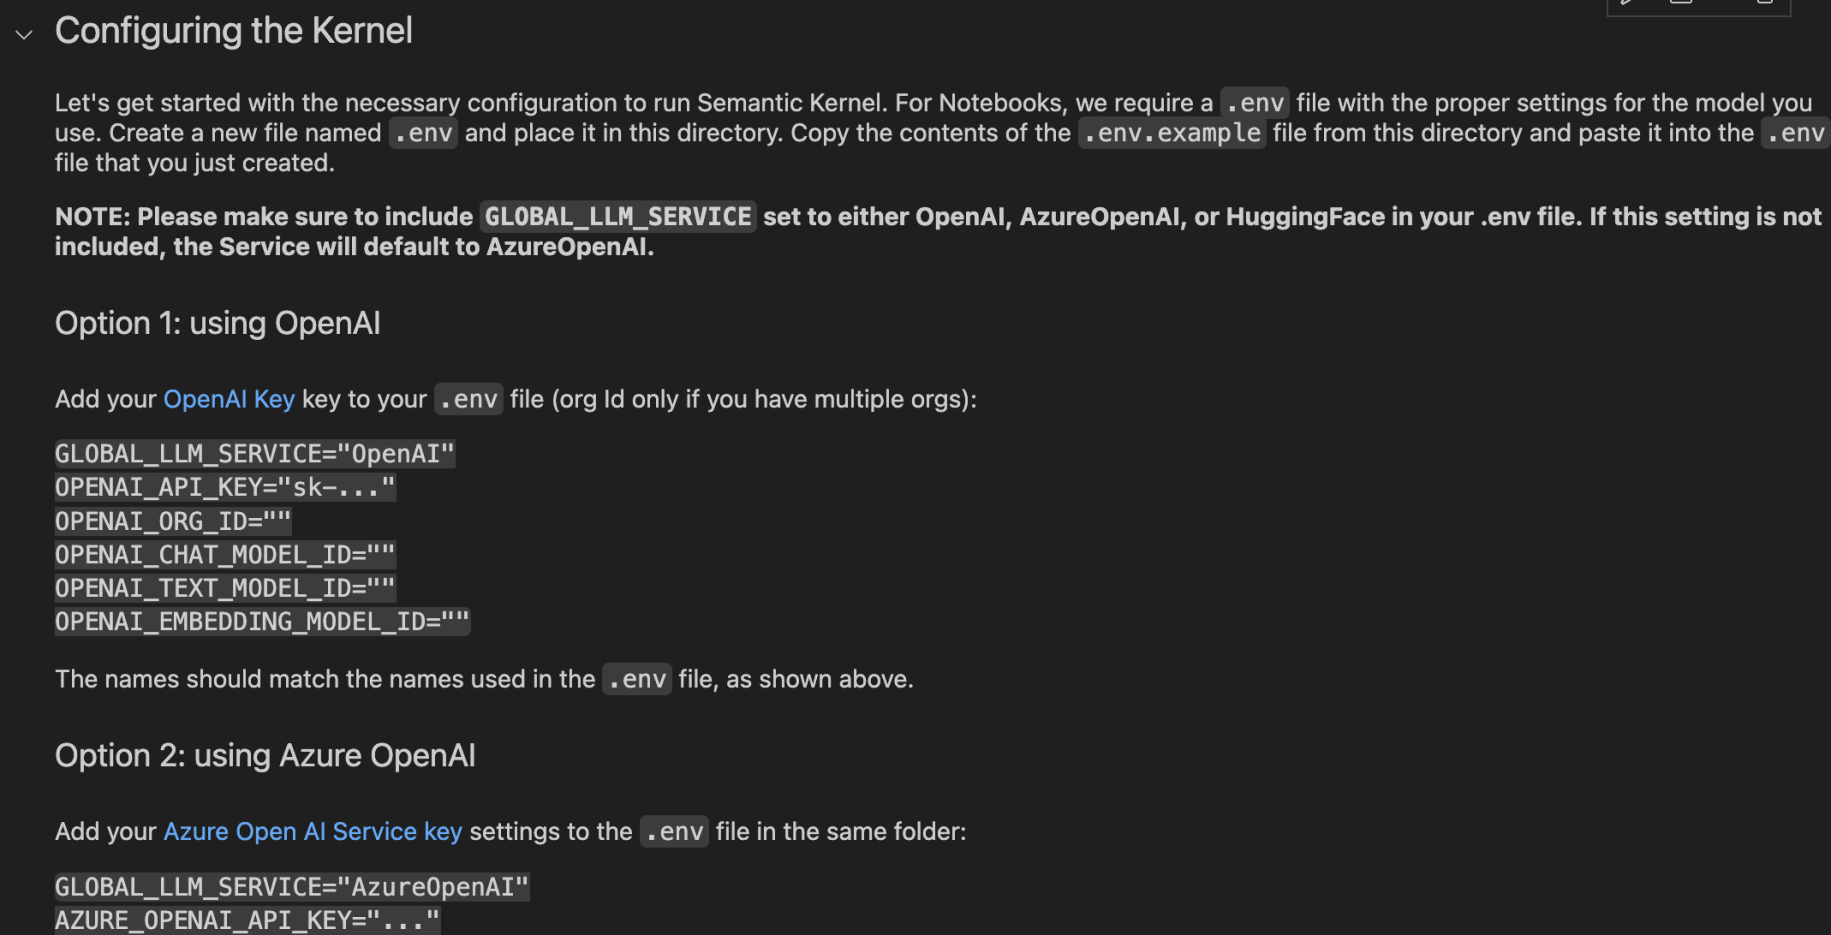 Configuring the Kernel
Let's get started with the necessary configuration to run Semantic Kernel. For Notebooks, we require a .env file with the proper settings for the model you
use. Create a new file named .env and place it in this directory. Copy the contents of the .env.example file from this directory and paste it into the .env
file that you just created.
NOTE: Please make sure to include GLOBAL_LLM_SERVICE set to either OpenAI, AzureOpenAI, or HuggingFace in your .env file. If this setting is not
included, the Service will default to AzureOpenAI.
Option 1: using OpenAI
Add your OpenAI Key key to your .env file (org Id only if you have multiple orgs):
GLOBAL_LLM_SERVICE="OpenAI"
OPENAI_API_KEY="sk-..."
OPENAI_ORG_ID=""
OPENAI_CHAT_MODEL_ID=""
OPENAI_TEXT_MODEL_ID=""
OPENAI_EMBEDDING_MODEL_ID=""
The names should match the names used in the .env file, as shown above.
Option 2: using Azure OpenAI
Add your Azure Open AI Service key settings to the .env file in the same folder:
GLOBAL_LLM_SERVICE="AzureOpenAI"
AZURE_OPENAI_API_KEY="..."